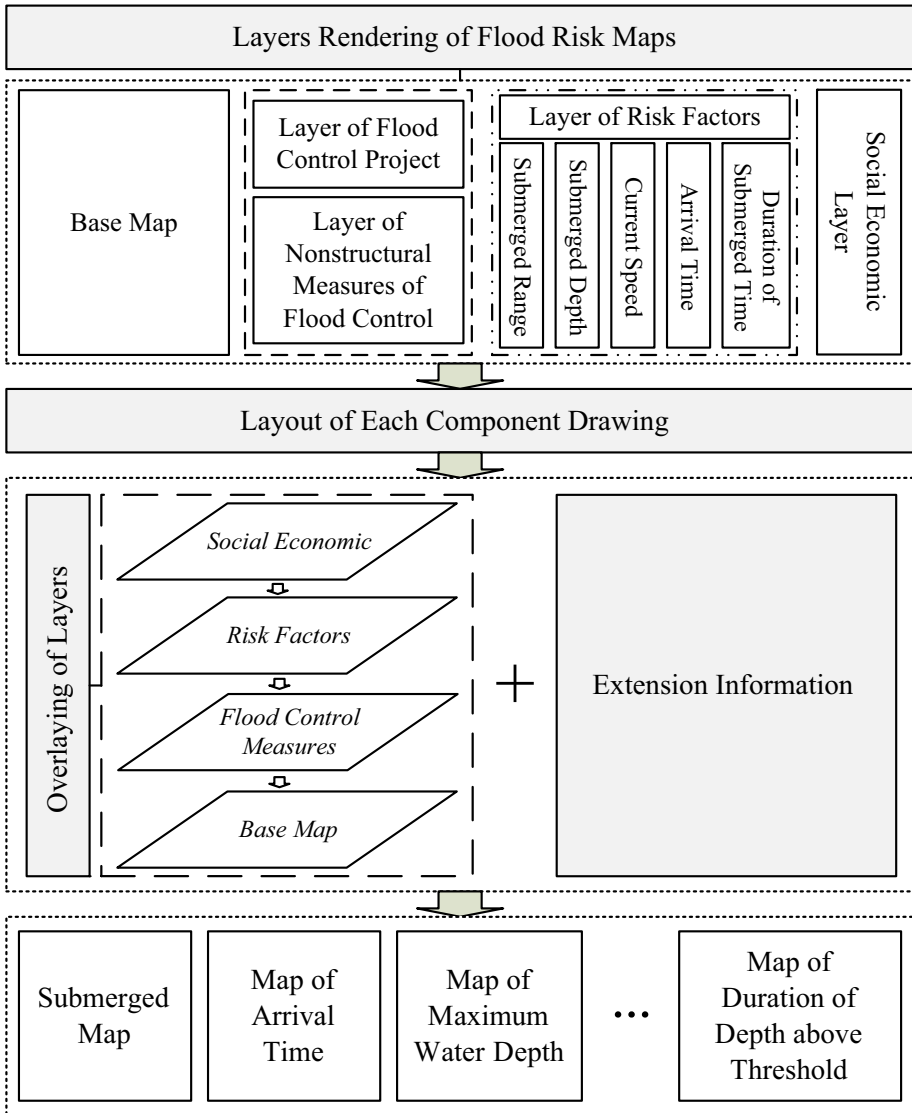 Layers Rendering of Flood Risk Maps
Base Map
Layer of Flood
Control Project
Layer of
Nonstructural
Measures of
Flood Control
Layer of Risk Factors
Submerged Range
Submerged Depth
Current Speed
Arrival Time
Duration of
Submerged Time
Social Economic
Layer
Layout of Each Component Drawing
Overlaying of Layers
Social Economic
Risk Factors
Flood Control
Measures
Base Map
+
Extension Information
Submerged
Map
Map of
Arrival
Time
Map of
Maximum
Water Depth
...
Map of
Duration of
Depth above
Threshold